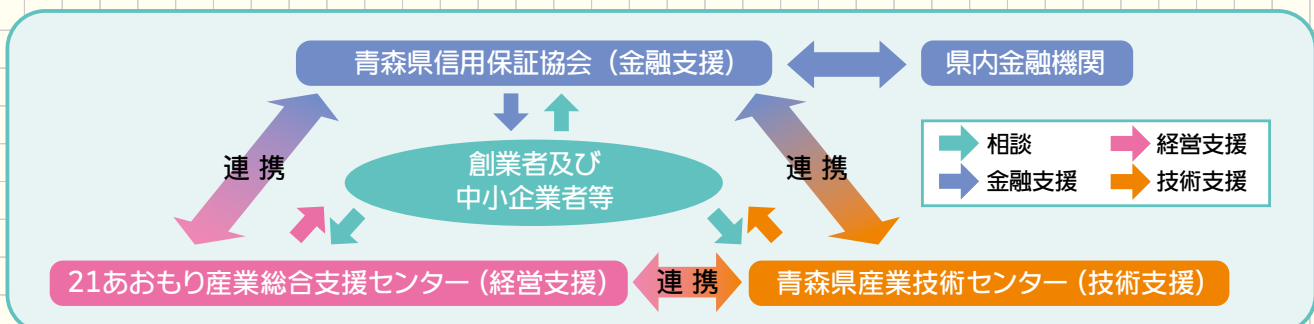 青森県信用保証協会（金融支援）
県内金融機関
連 携
創業者及び
中小企業者等
連 携
相談
経営支援
金融支援
技術支援
21あおもり産業総合支援センター（経営支援）
連 携
青森県産業技術センター（技術支援）